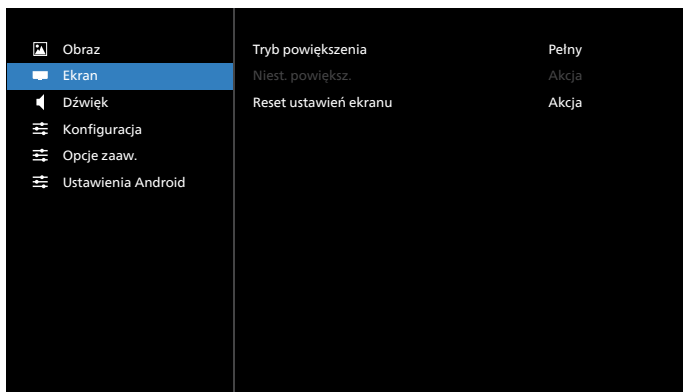 Obraz
Ekran
Dźwięk
Konfiguracja
Opcje zaaw.
Ustawienia Android
Tryb powiększenia Pełny
Niest. powiększ. Akcja
Reset ustawień ekranu Akcja